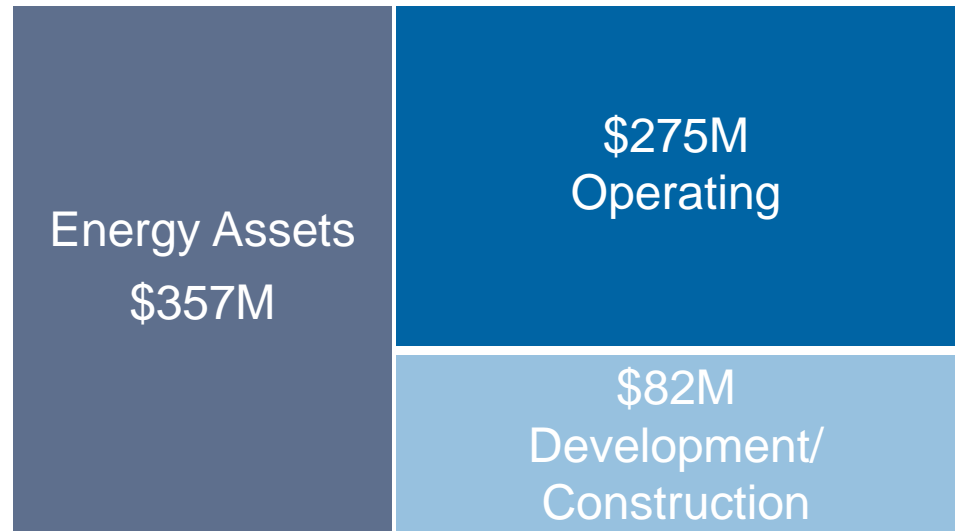 Energy Assets
$357M
$275M
Operating
$82M
Development/
Construction